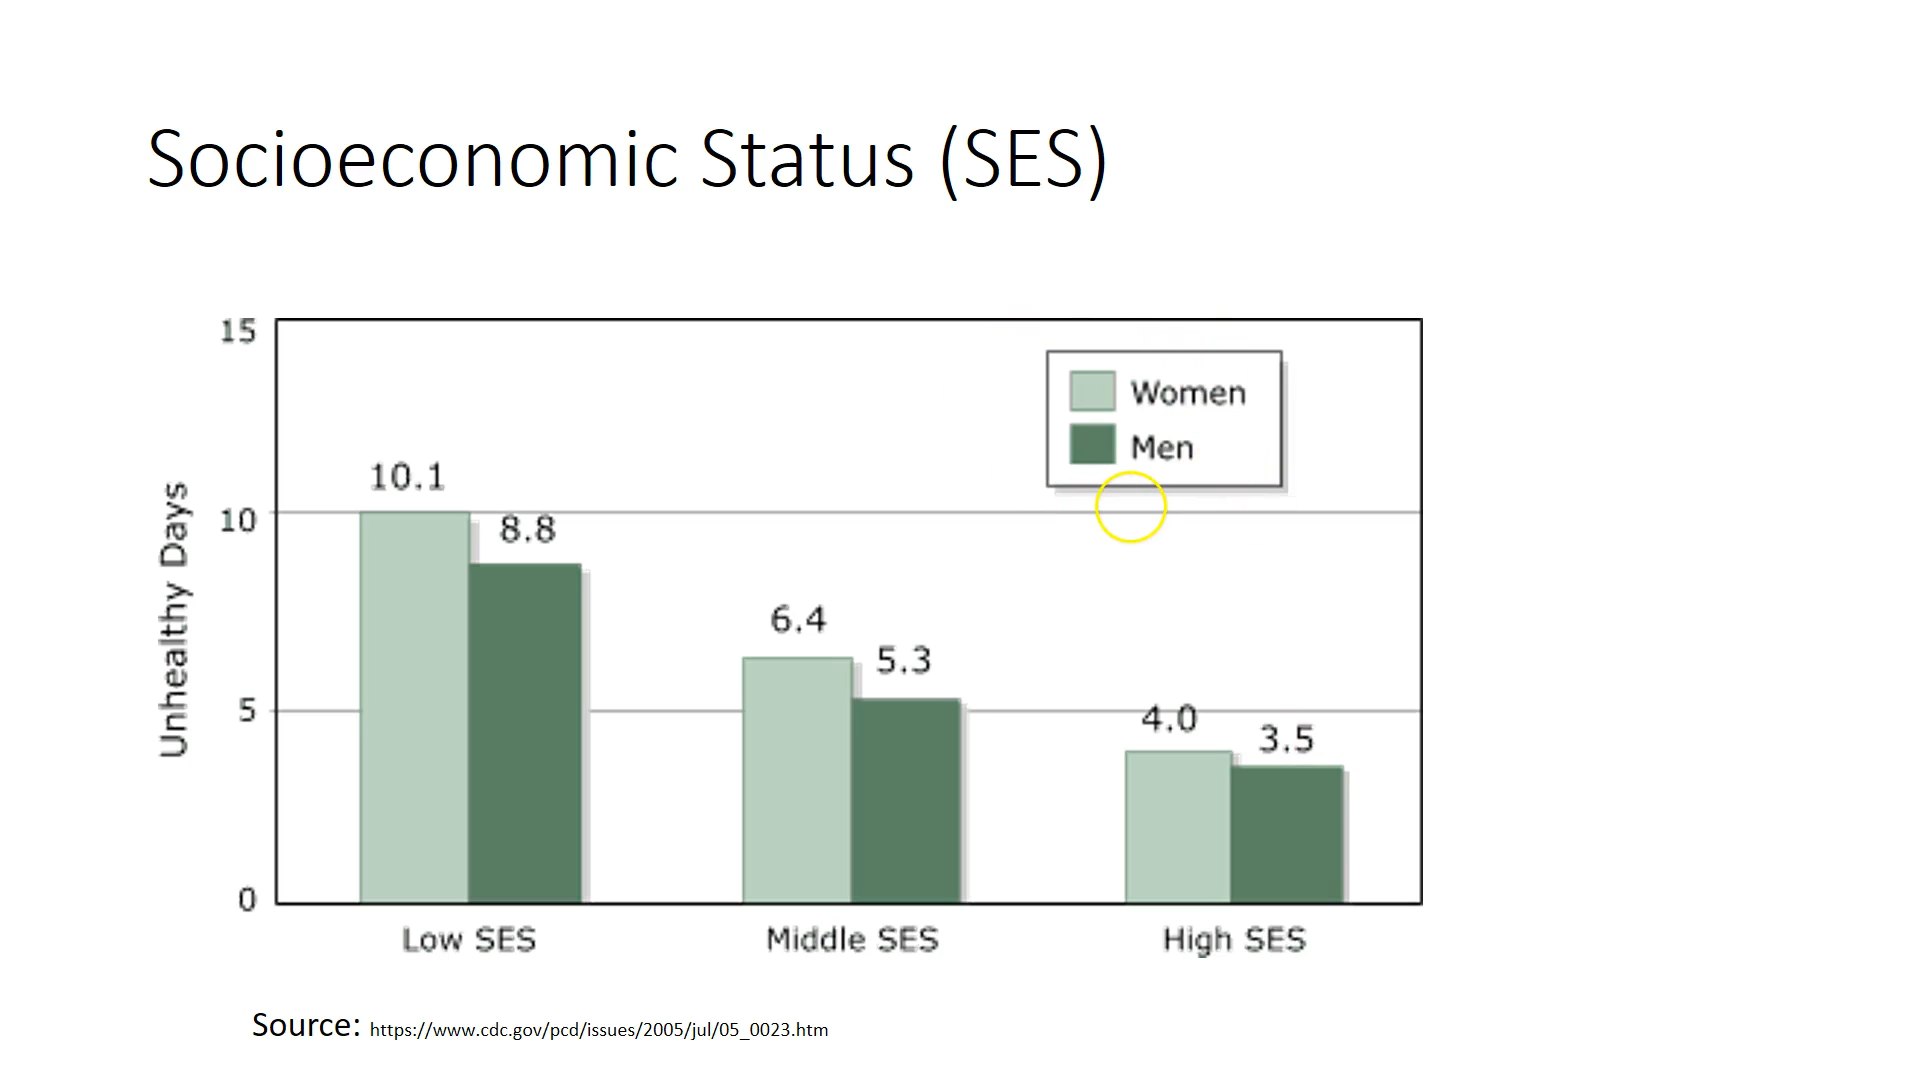 Socioeconomic Status (SES)
15
Women
Men
10.1
10
8.8
6.4
5.3
5
4.0
3.5
0
Unhealthy Days
Low SES
Middle SES
High SES
Source: https://www.cdc.gov/pcd/issues/2005/jul/05_0023.htm